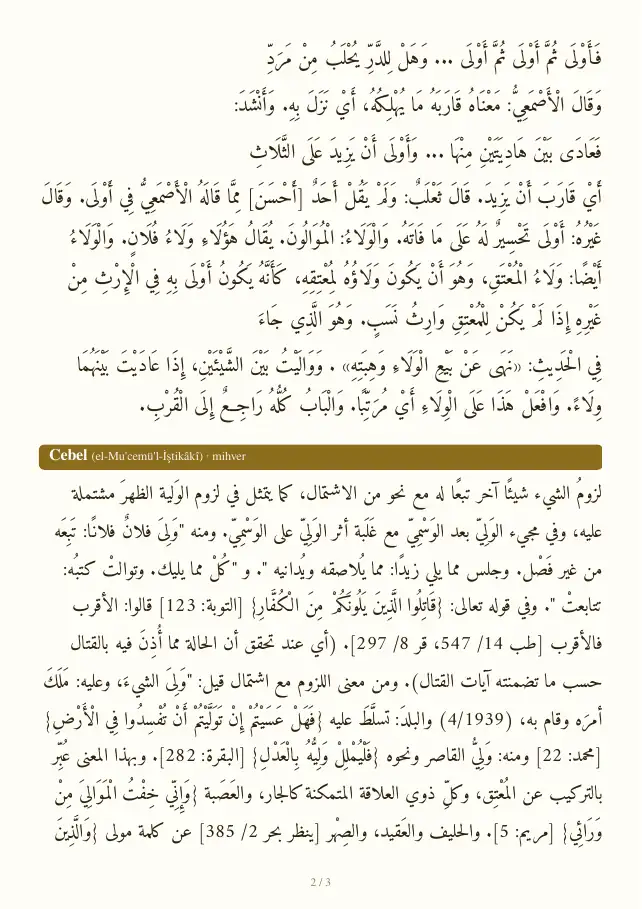 فَأَوْلَى ثُمَّ أَوْلَى ثُمَّ أَوْلَى ... وَهَلْ لِلدَّرِّ يُحْلَبُ مِنْ مَرَدِّ
وَقَالَ الْأَصْمَعِيُّ: مَعْنَاهُ قَارَبَهُ مَا يُهْلِكُهُ، أَيْ نَزَلَ بِهِ. وَأَنْشَدَ:
فَعَادَى بَيْنَ هَادِيَتَيْنِ مِنْهَا ... وَأَوْلَى أَنْ يَزِيدَ عَلَى الثَّلَاثِ
أَيْ قَارَبَ أَنْ يَزِيدَ. قَالَ ثَعْلَبٌ: وَلَمْ يَقُلْ أَحَدٌ [أَحْسَنَ] مِمَّا قَالَهُ الْأَصْمَعِيُّ فِي أَوْلَى. وَقَالَ
غَيْرُهُ: أَوْلَى تَحْسِيرٌ لَهُ عَلَى مَا فَاتَهُ. وَالْوَلَاءُ: الْمُوَالُونَ. يُقَالُ هَؤُلَاءِ وَلَاءُ فُلَانٍ. وَالْوَلَاءُ
أَيْضًا: وَلَاءُ الْمُعْتَقِ، وَهُوَ أَنْ يَكُونَ وَلَاؤُهُ لِمُعْتِقِهِ، كَأَنَّهُ يَكُونُ أَوْلَى بِهِ فِي الْإِرْثِ مِنْ
غَيْرِهِ إِذَا لَمْ يَكُنْ لِلْمُعْتِقِ وَارِثُ نَسَبٍ. وَهُوَ الَّذِي جَاءَ
فِي الْحَدِيثِ: «نَهَى عَنْ بَيْعِ الْوَلَاءِ وَهِبَتِهِ» . وَوَالَيْتُ بَيْنَ الشَّيْئَيْنِ، إِذَا عَادَيْتَ بَيْنَهُمَا
وِلَاءً. وَافْعَلْ هَذَا عَلَى الْوِلَاءِ أَيْ مُرَتَّبًا. وَالْبَابُ كُلُّهُ رَاجِعٌ إِلَى الْقُرْبِ.
Cebel (el-Mu'cemü'l-İştikâkî) · mihver
لزومُ الشيء شيئًا آخر تبعًا له مع نحو من الاشتمال، كما يتمثل في لزوم الوَلية الظهرَ مشتملة
عليه، وفي مجيء الوَلِيّ بعد الوَسْمِيّ مع غَلَبة أثر الوَلِيّ على الوَسْمِيّ. ومنه "وَلِىَ فلانٌ فلانًا: تَبِعَه
من غير فَصْل. وجلس مما يلي زيدًا: مما يُلاصقه ويُدانيه ". و "كُلْ مما يليك. وتوالتْ كتبُه:
تتابعتْ ". وفي قوله تعالى: {قَاتِلُوا الَّذِينَ يَلُونَكُمْ مِنَ الْكُفَّارِ} [التوبة: 123] قالوا: الأقرب
فالأقرب [طب 14/ 547، قر 8/ 297]. (أي عند تحقق أن الحالة مما أُذِنَ فيه بالقتال
حسب ما تضمنته آيات القتال). ومن معنى اللزوم مع اشتمال قيل: "وَلِىَ الشيءَ، وعليه: مَلَكَ
أمرَه وقام به، (4/1939) والبلدَ: تسلَّطَ عليه {فَهَلْ عَسَيْتُمْ إِنْ تَوَلَّيْتُمْ أَنْ تُفْسِدُوا فِي الْأَرْضِ}
[محمد: 22] ومنه: وَلِيُّ القاصر ونحوه {فَلْيُمْلِلْ وَلِيُّهُ بِالْعَدْلِ} [البقرة: 282]. وبهذا المعنى عُبِّر
بالتركيب عن المُعْتِق، وكلِّ ذوي العلاقة المتمكنة كالجار، والعَصَبة {وَإِنِّي خِفْتُ الْمَوَالِيَ مِنْ
وَرَائِي} [مريم: 5]. والحليف والعَقيد، والصِهْر [ينظر بحر 2/ 385] عن كلمة مولى {وَالَّذِينَ
2 / 3